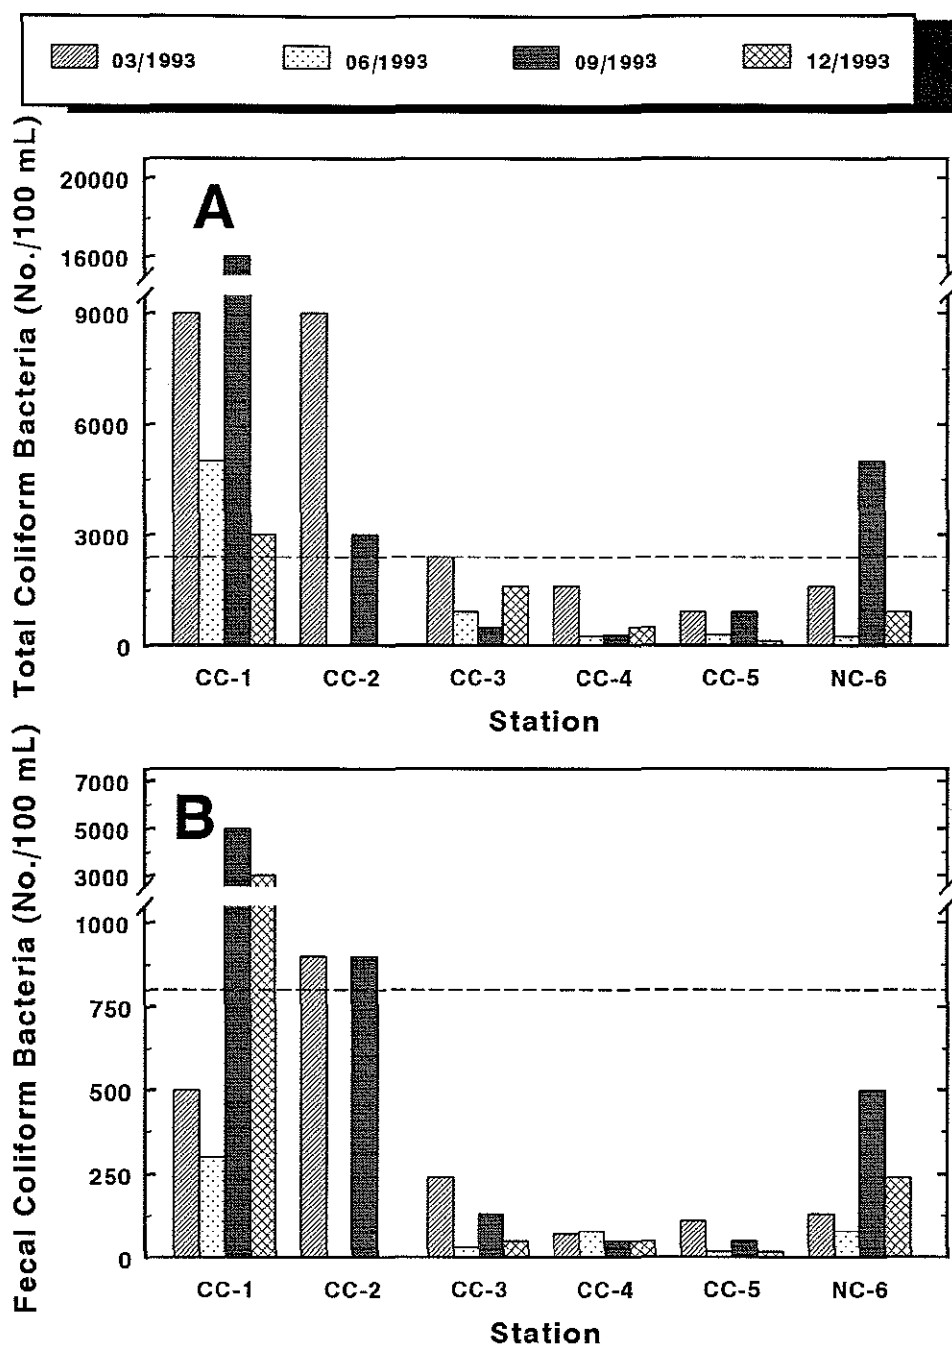 03/1993 06/1993 09/1993 12/1993
Total Coliform Bacteria (No./100 mL)
A
20000
16000
9000
6000
3000
0
CC-1 CC-2 CC-3 CC-4 CC-5 NC-6
Station
Fecal Coliform Bacteria (No./100 mL)
B
7000
5000
3000
1000
750
500
250
0
CC-1 CC-2 CC-3 CC-4 CC-5 NC-6
Station